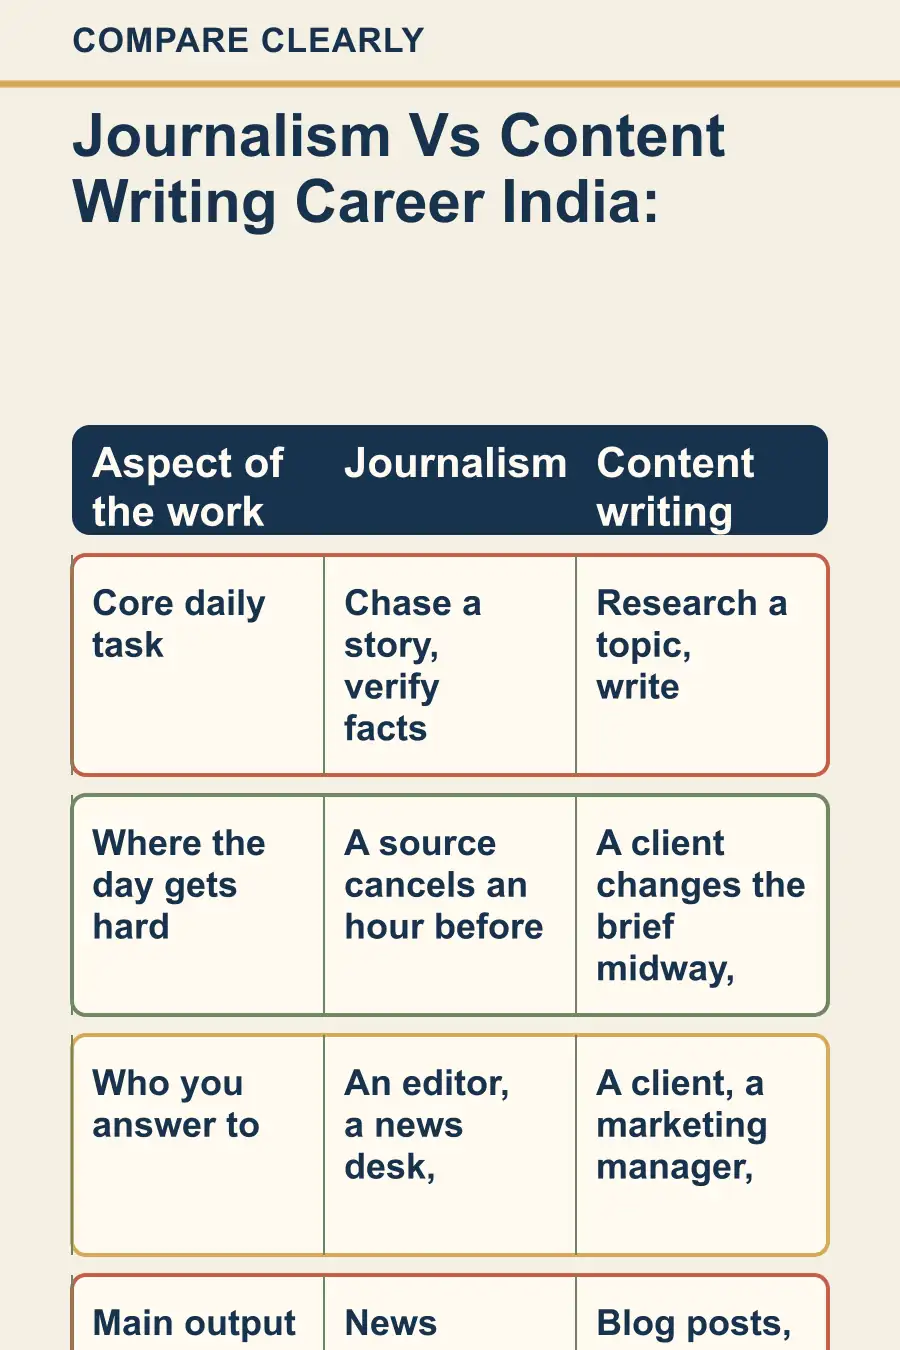 COMPARE CLEARLY
Journalism Vs Content
Writing Career India:
Aspect of
the work
Journalism
Content
writing
Core daily
task
Chase a
story,
verify
facts
Research a
topic,
write
Where the
day gets
hard
A source
cancels an
hour before
A client
changes the
brief
midway,
Who you
answer to
An editor,
a news
desk,
A client, a
marketing
manager,
Main output
News
Blog posts,